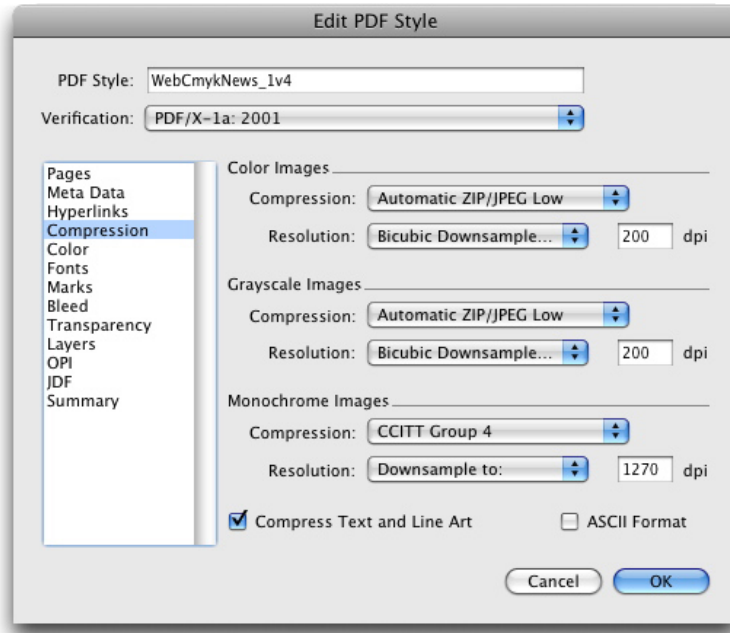 Edit PDF Style
PDF Style: WebCmykNews_1v4
Verification: PDF/X-1a: 2001
Pages
Meta Data
Hyperlinks
Compression
Color
Fonts
Marks
Bleed
Transparency
Layers
OPI
JDF
Summary
Color Images
Compression: Automatic ZIP/JPEG Low
Resolution: Bicubic Downsample... 200 dpi
Grayscale Images
Compression: Automatic ZIP/JPEG Low
Resolution: Bicubic Downsample... 200 dpi
Monochrome Images
Compression: CCITT Group 4
Resolution: Downsample to: 1270 dpi
Compress Text and Line Art ASCII Format
Cancel OK